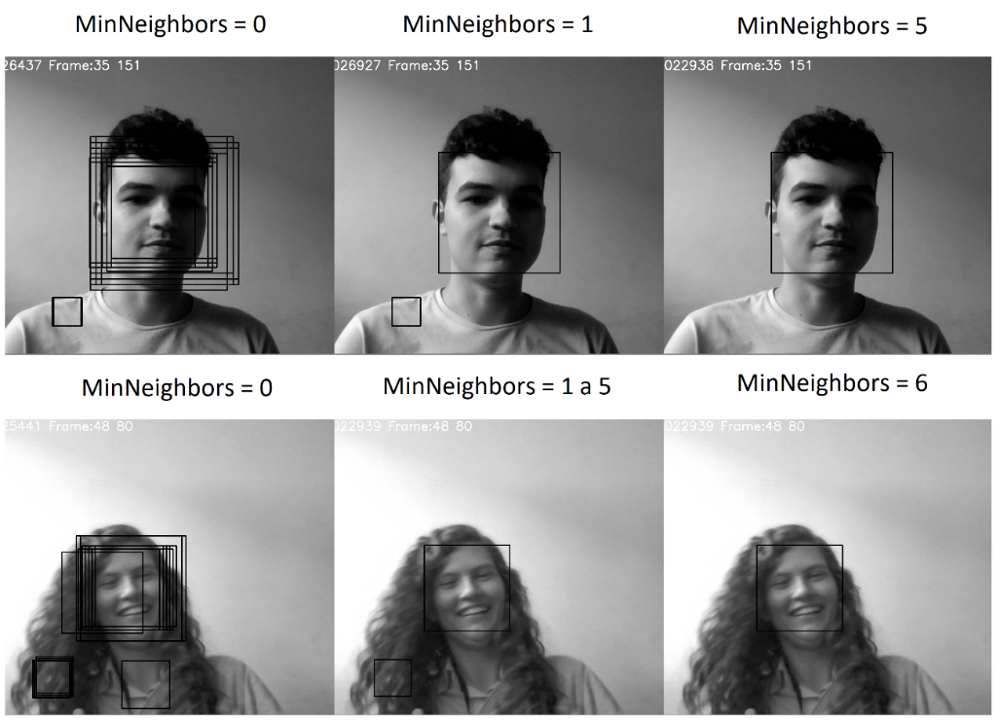 MinNeighbors = 0
MinNeighbors = 1
MinNeighbors = 5
26437 Frame:35 151
026927 Frame:35 151
022938 Frame:35 151
MinNeighbors = 0
MinNeighbors = 1 a 5
MinNeighbors = 6
25441 Frame:48 80
022939 Frame:48 80
022939 Frame:48 80